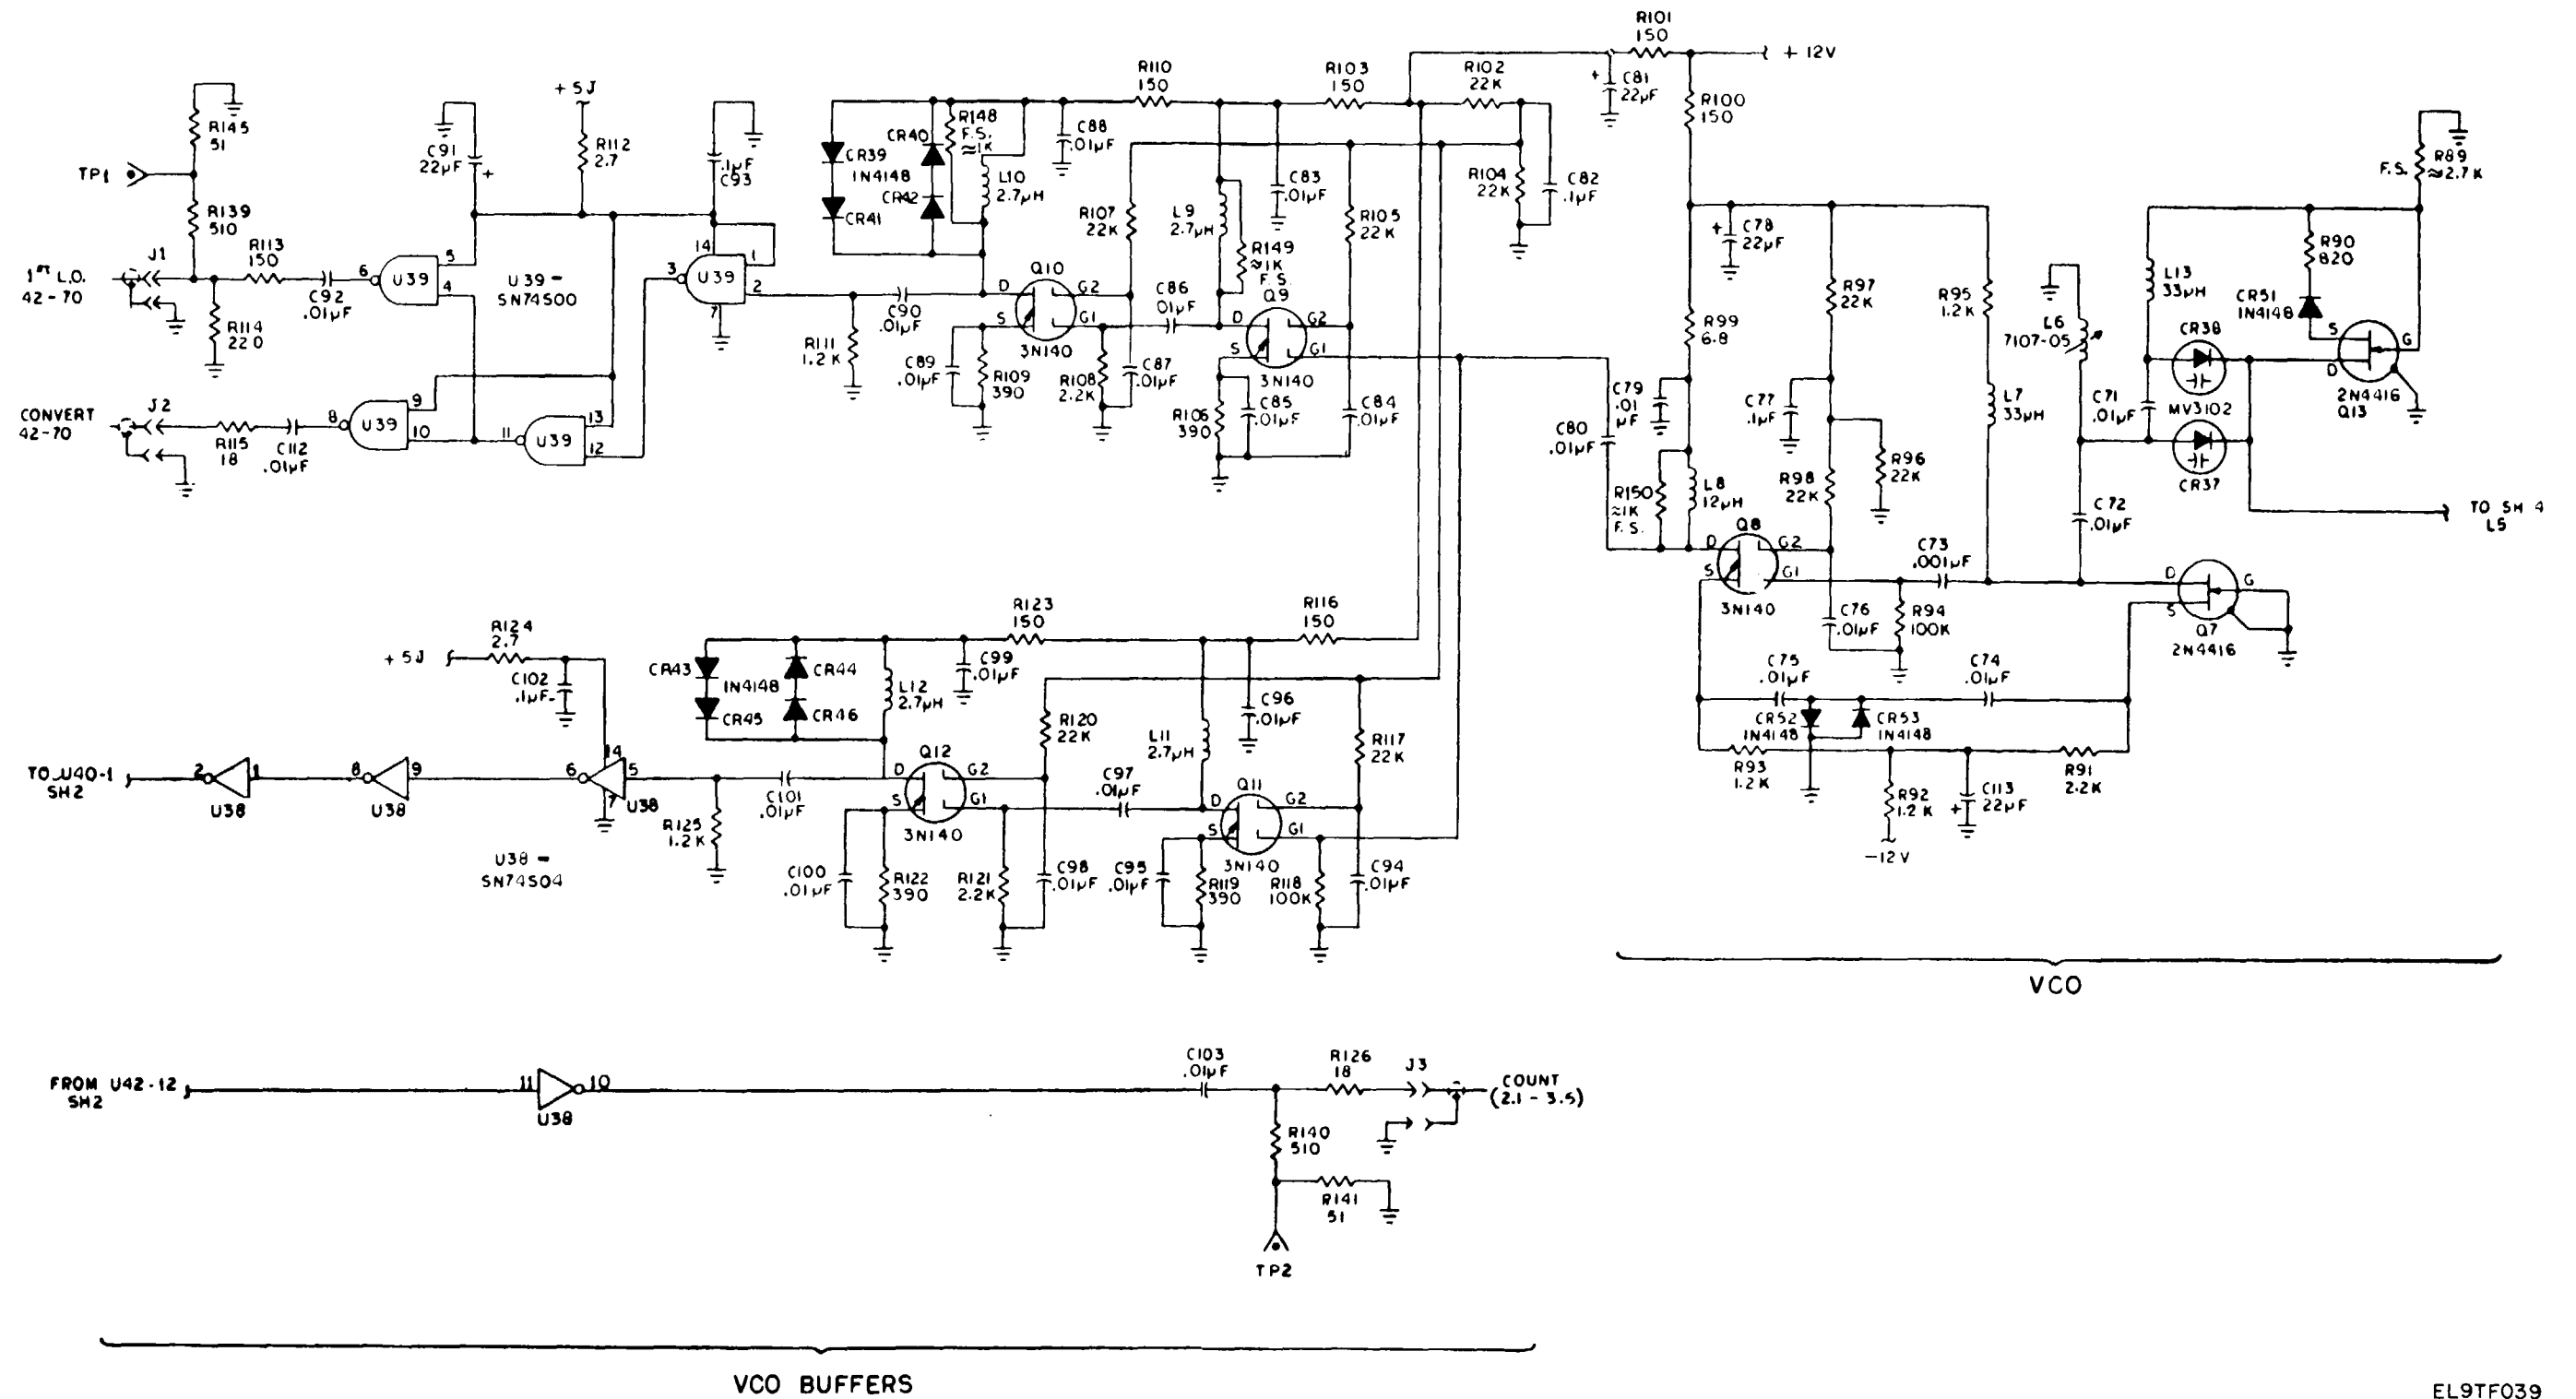 R101
150
+ 12V
R110
150
R103
150
R102
22K
+
C81
22µF
R100
150
+5J
R145
51
C91
22µF
+
R112
2.7
.1µF
C93
CR39
1N4148
CR41
CR40
CR42
R148
F.S.
≈1K
L10
2.7µH
C88
.01µF
C83
.01µF
R104
22K
C82
.1µF
R89
F.S. ≈2.7K
TP1
R139
510
R107
22K
L9
2.7µH
R105
22K
R149
≈1K
F.S.
+
C78
22µF
R90
820
L13
33µH
CR51
1N4148
1ST L.O.
42-70
J1
R113
150
C92
.01µF
6
U39
5
4
U39 =
SN74S00
3
U39
14
1
2
7
R114
220
R111
1.2K
C90
.01µF
Q10
D
S
G2
G1
3N140
C86
.01µF
Q9
D
S
G2
G1
3N140
C89
.01µF
R109
390
R108
2.2K
C87
.01µF
R106
390
C85
.01µF
C84
.01µF
R99
6.8
R97
22K
R95
1.2K
L6
7107-05
CR38
MV3102
CR37
S
D
G
2N4416
Q13
C79
.01
µF
C77
.1µF
L7
33µH
C71
.01µF
CONVERT
42-70
J2
R115
18
C112
.01µF
8
U39
9
10
11
U39
13
12
C80
.01µF
R150
≈1K
F.S.
L8
12µH
R98
22K
R96
22K
C72
.01µF
TO SH 4
L5
Q8
D
S
G2
G1
3N140
C73
.001µF
D
S
G
Q7
2N4416
C76
.01µF
R94
100K
R123
150
R116
150
+5J
R124
2.7
C102
.1µF
CR43
1N4148
CR45
CR44
CR46
L12
2.7µH
C99
.01µF
C96
.01µF
C75
.01µF
C74
.01µF
CR52
1N4148
CR53
1N4148
R120
22K
L11
2.7µH
R117
22K
R93
1.2K
R92
1.2K
+
C113
22µF
R91
2.2K
-12V
TO U40-1
SH2
2
1
U38
8
9
U38
6
14
5
7
U38
U38 =
SN74S04
R125
1.2K
C101
.01µF
Q12
D
S
G2
G1
3N140
C97
.01µF
Q11
D
S
G2
G1
3N140
C100
.01µF
R122
390
R121
2.2K
C98
.01µF
C95
.01µF
R119
390
R118
100K
C94
.01µF
VCO
FROM U42-12
SH2
11
10
U38
C103
.01µF
R126
18
J3
COUNT
(2.1 - 3.5)
R140
510
R141
51
TP2
VCO BUFFERS
EL9TF039